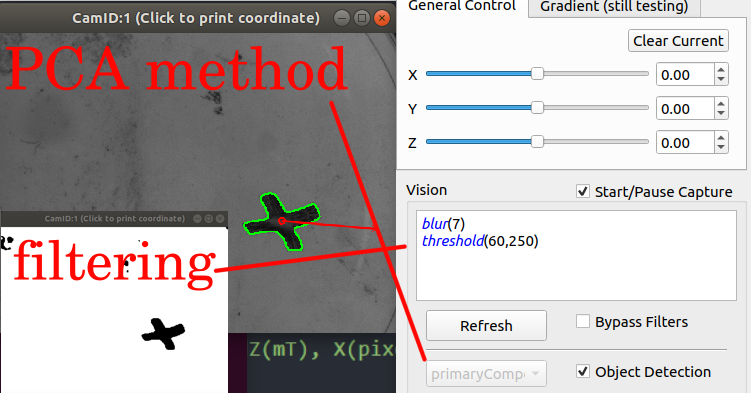 CamID:1 (Click to print coordinate)
PCA method
CamID:1 (Click to print coordinate)
filtering
Z(mT), X(pix
General Control
Gradient (still testing)
Clear Current
X
0.00
Y
0.00
Z
0.00
Vision
Start/Pause Capture
blur(7)
threshold(60,250)
Refresh
Bypass Filters
primaryCompo
Object Detection